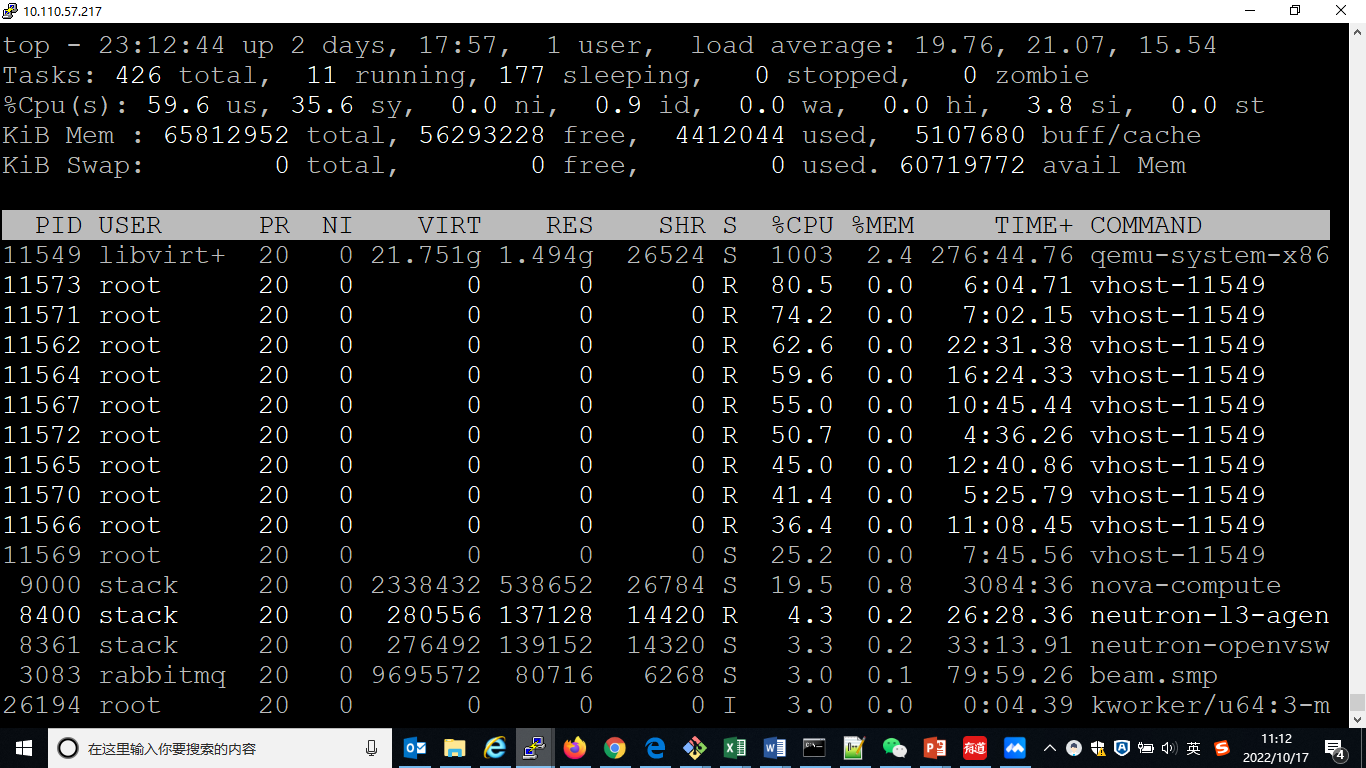 10.110.57.217
top - 23:12:44 up 2 days, 17:57,  1 user,  load average: 19.76, 21.07, 15.54
Tasks: 426 total,  11 running, 177 sleeping,   0 stopped,   0 zombie
%Cpu(s): 59.6 us, 35.6 sy,  0.0 ni,  0.9 id,  0.0 wa,  0.0 hi,  3.8 si,  0.0 st
KiB Mem : 65812952 total, 56293228 free,  4412044 used,  5107680 buff/cache
KiB Swap:        0 total,        0 free,        0 used. 60719772 avail Mem
  PID USER      PR  NI    VIRT    RES    SHR S  %CPU %MEM     TIME+ COMMAND
11549 libvirt+  20   0 21.751g 1.494g  26524 S  1003  2.4 276:44.76 qemu-system-x86
11573 root      20   0       0      0      0 R  80.5  0.0   6:04.71 vhost-11549
11571 root      20   0       0      0      0 R  74.2  0.0   7:02.15 vhost-11549
11562 root      20   0       0      0      0 R  62.6  0.0  22:31.38 vhost-11549
11564 root      20   0       0      0      0 R  59.6  0.0  16:24.33 vhost-11549
11567 root      20   0       0      0      0 R  55.0  0.0  10:45.44 vhost-11549
11572 root      20   0       0      0      0 R  50.7  0.0   4:36.26 vhost-11549
11565 root      20   0       0      0      0 R  45.0  0.0  12:40.86 vhost-11549
11570 root      20   0       0      0      0 R  41.4  0.0   5:25.79 vhost-11549
11566 root      20   0       0      0      0 R  36.4  0.0  11:08.45 vhost-11549
11569 root      20   0       0      0      0 S  25.2  0.0   7:45.56 vhost-11549
 9000 stack     20   0 2338432 538652  26784 S  19.5  0.8   3084:36 nova-compute
 8400 stack     20   0  280556 137128  14420 R   4.3  0.2  26:28.36 neutron-l3-agen
 8361 stack     20   0  276492 139152  14320 S   3.3  0.2  33:13.91 neutron-openvsw
 3083 rabbitmq  20   0 9695572  80716   6268 S   3.0  0.1  79:59.26 beam.smp
26194 root      20   0       0      0      0 I   3.0  0.0   0:04.39 kworker/u64:3-m
在这里输入你要搜索的内容
有道
英
11:12
2022/10/17
4